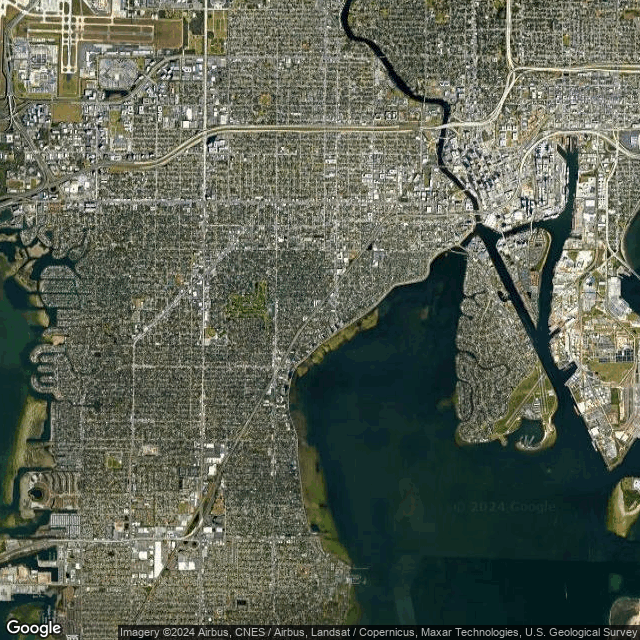 © 2024 Google
Google
Imagery ©2024 Airbus, CNES / Airbus, Landsat / Copernicus, Maxar Technologies, U.S. Geological Survey